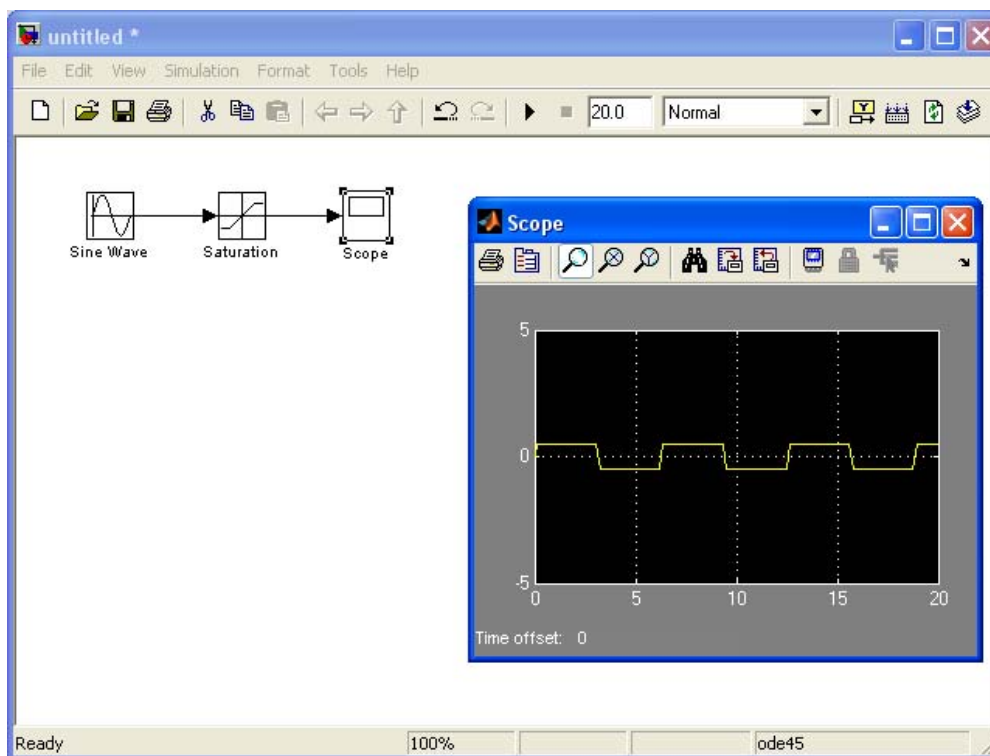 untitled *
File Edit View Simulation Format Tools Help
20.0 Normal
Sine Wave Saturation Scope
Scope
5
0
-5
0 5 10 15 20
Time offset: 0
Ready 100% ode45